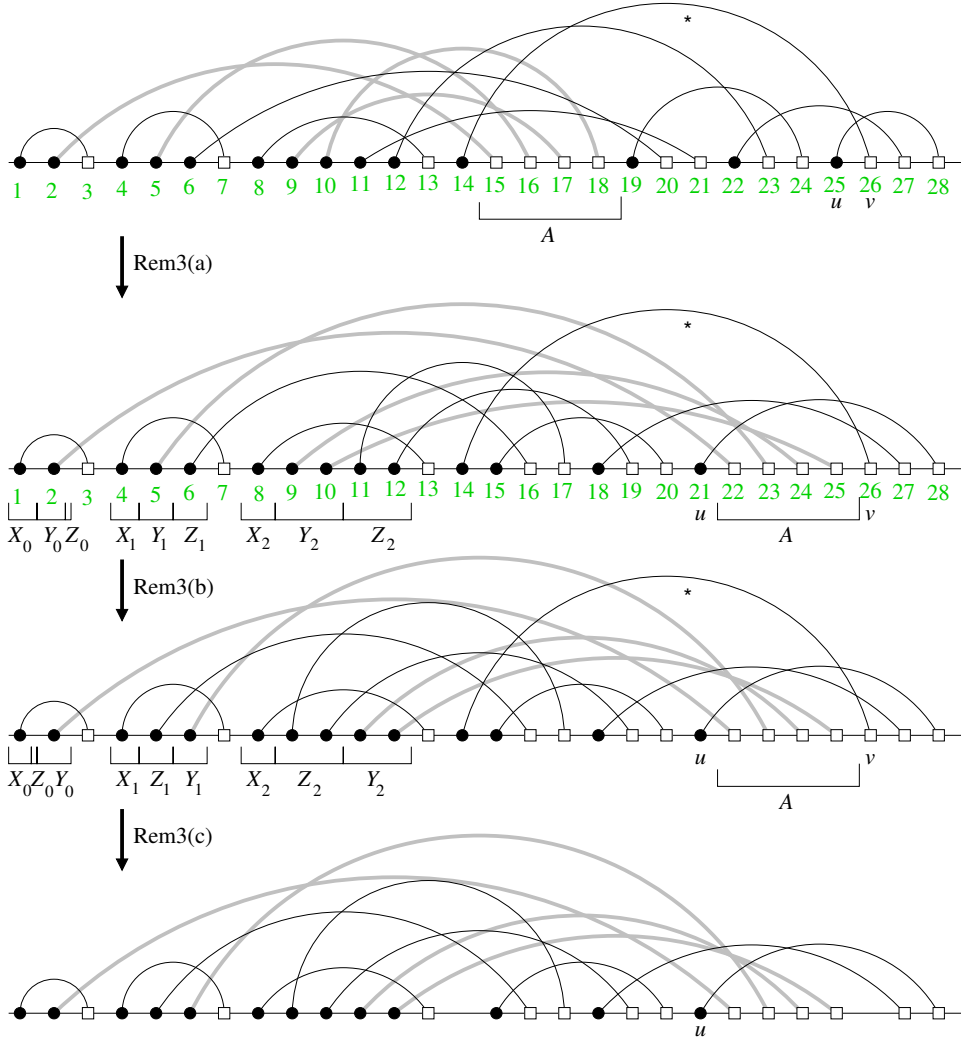 *
1 2 3 4 5 6 7 8 9 10 11 12 13 14 15 16 17 18 19 20 21 22 23 24 25 26 27 28
u v
A
Rem3(a)
*
1 2 3 4 5 6 7 8 9 10 11 12 13 14 15 16 17 18 19 20 21 22 23 24 25 26 27 28
u v
X0 Y0 Z0 X1 Y1 Z1 X2 Y2 Z2 A
Rem3(b)
*
u v
X0 Z0 Y0 X1 Z1 Y1 X2 Z2 Y2
A
Rem3(c)
u